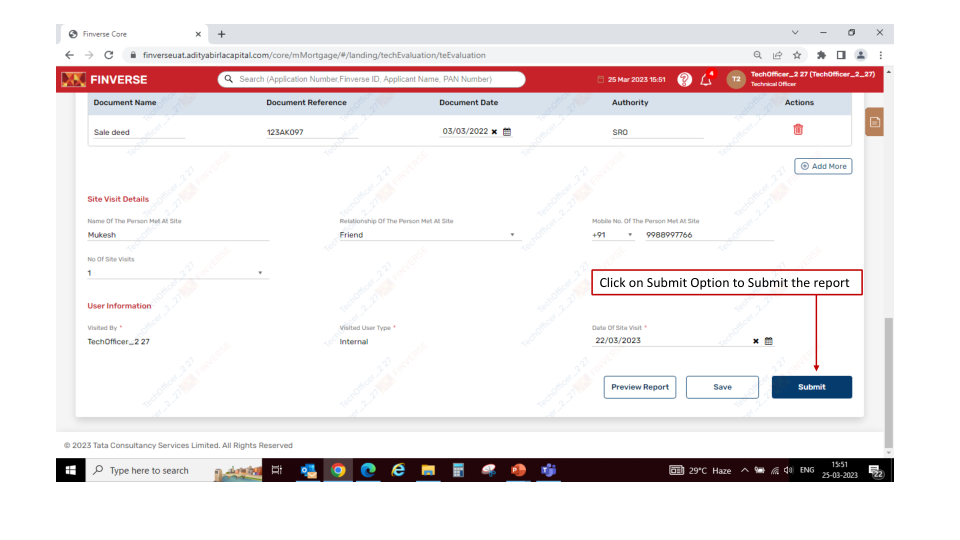 Finverse Core
finverseuat.adityabirlacapital.com/core/mMortgage/#/landing/techEvaluation/teEvaluation
FINVERSE
Search (Application Number,Finverse ID, Applicant Name, PAN Number)
25 Mar 2023 15:51
4
T2
TechOfficer_2 27 (TechOfficer_2_27)
Technical Officer
Document Name Document Reference Document Date Authority Actions
Sale deed 123AK097 03/03/2022 SRO
Add More
Site Visit Details
Name Of The Person Met At Site Relationship Of The Person Met At Site Mobile No. Of The Person Met At Site
Mukesh Friend +91 9988997766
No Of Site Visits
1
Click on Submit Option to Submit the report
User Information
Visited By * Visited User Type * Date Of Site Visit *
TechOfficer_2 27 Internal 22/03/2023
Preview Report Save Submit
© 2023 Tata Consultancy Services Limited. All Rights Reserved
Type here to search
29°C Haze
ENG
15:51
25-03-2023
22